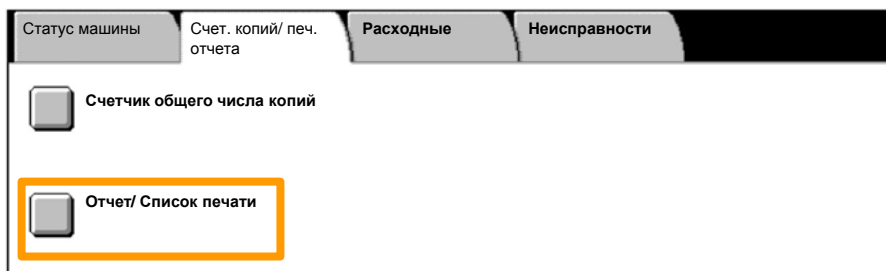 Статус машины
Счет. копий/ печ.
отчета
Расходные
Неисправности
Счетчик общего числа копий
Отчет/ Список печати